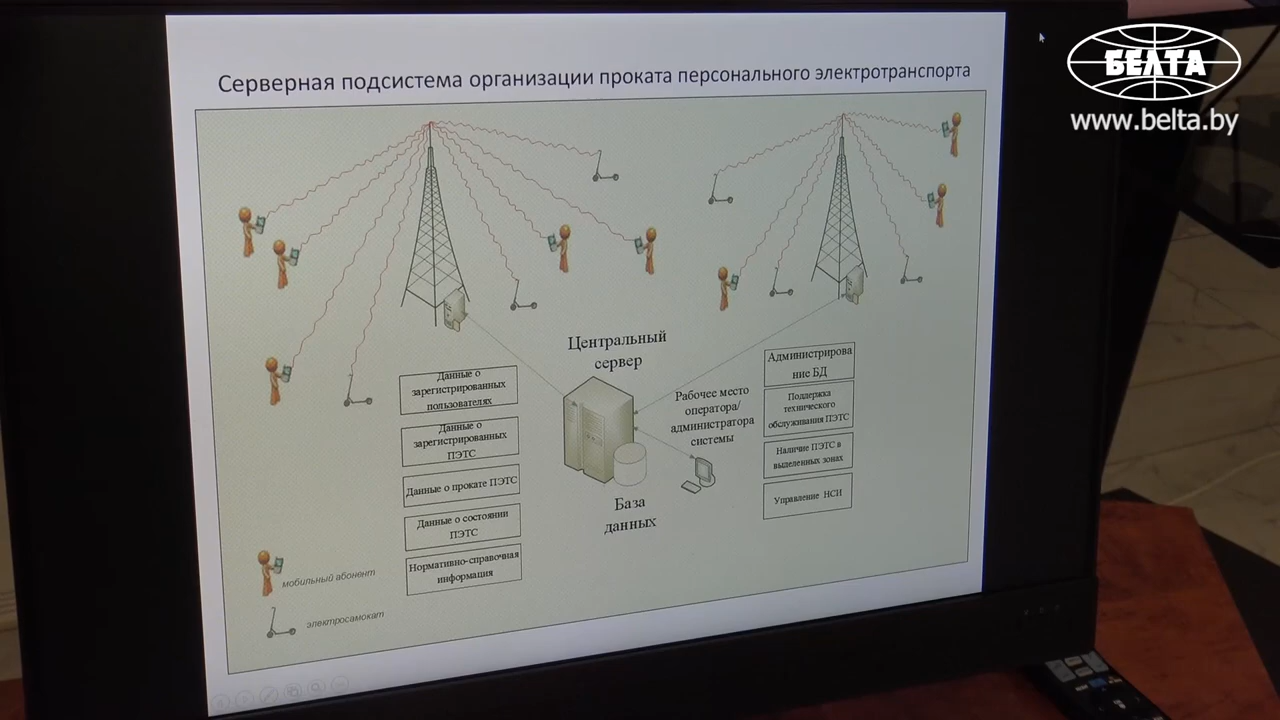 БЕЛТА
www.belta.by
Серверная подсистема организации проката персонального электротранспорта
Центральный
сервер
Данные о
зарегистрированных
пользователях
Данные о
зарегистрированных
ПЭТС
Данные о прокате ПЭТС
Данные о состоянии
ПЭТС
Нормативно-справочная
информация
База
данных
Рабочее место
оператора/
администратора
системы
Администрирова
ние БД
Поддержка
технического
обслуживания ПЭТС
Наличие ПЭТС в
выделенных зонах
Управление НСИ
мобильный абонент
электросамокат